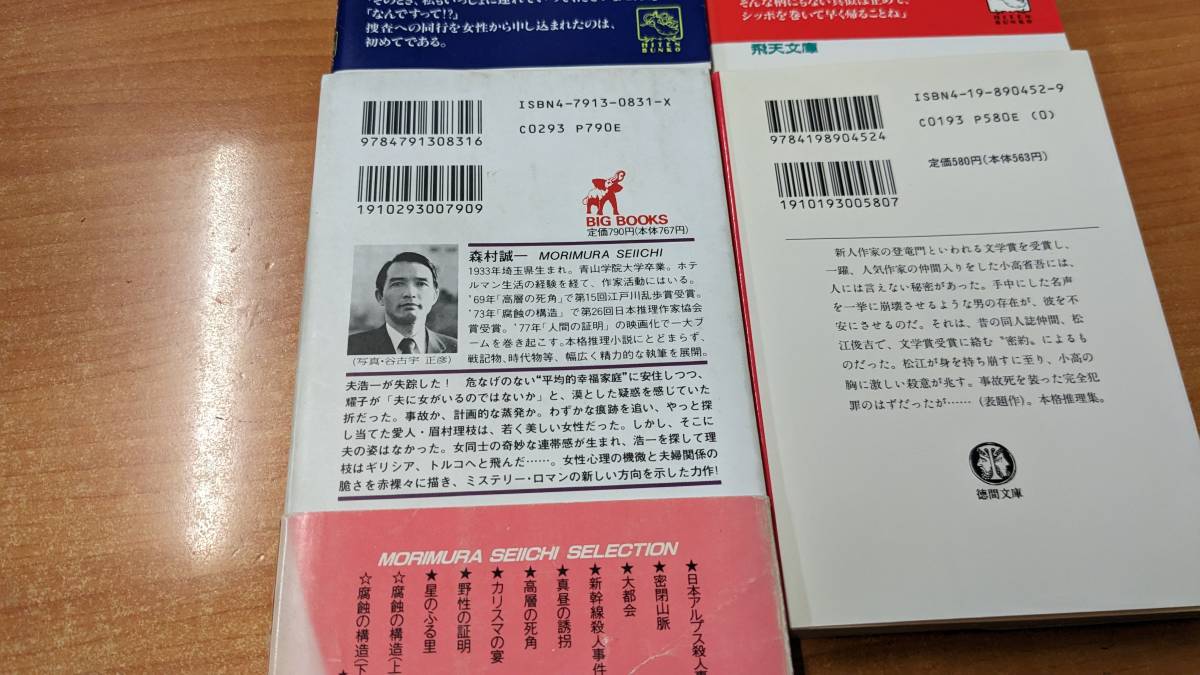 「なんですって!?」
捜査への同行を女性から申し込まれたのは、
初めてである。
HITEN
BUNKO
シッポを巻いて早く帰ることね」
HITEN
BUNKO
飛天文庫
ISBN4-7913-0831-X
C0293 P790E
9784791308316
1910293007909
BIG BOOKS
定価790円(本体767円)
森村誠一 MORIMURA SEIICHI
1933年埼玉県生まれ。青山学院大学卒業。ホテ
ルマン生活の経験を経て、作家活動にはいる。
'69年「高層の死角」で第15回江戸川乱歩賞受賞。
'73年「腐蝕の構造」で第26回日本推理作家協会
賞受賞。'77年「人間の証明」の映画化で一大ブ
ームを巻き起こす。本格推理小説にとどまらず、
戦記物、時代物等、幅広く精力的な執筆を展開。
(写真・谷古宇 正彦)
夫浩一が失踪した! 危なげのない“平均的幸福家庭”に安住しつつ、
耀子が「夫に女がいるのではないか」と、漠とした疑惑を感じていた
折だった。事故か、計画的な蒸発か。わずかな痕跡を追い、やっと探
し当てた愛人・眉村理枝は、若く美しい女性だった。しかし、そこに
夫の姿はなかった。女同士の奇妙な連帯感が生まれ、浩一を探して理
枝はギリシア、トルコへと飛んだ……。女性心理の機微と夫婦関係の
脆さを赤裸々に描き、ミステリー・ロマンの新しい方向を示した力作!
MORIMURA SEIICHI SELECTION
★日本アルプス殺人事
★密閉山脈
★大都会
★新幹線殺人事件
★真昼の誘拐
★高層の死角
★カリスマの宴
★野性の証明
★星のふる里
☆腐蝕の構造(上
☆腐蝕の構造(下
ISBN4-19-890452-9
C0193 P580E (0)
9784198904524
定価580円(本体563円)
1910193005807
新人作家の登竜門といわれる文学賞を受賞し、
一躍、人気作家の仲間入りをした小高省吾には、
人には言えない秘密があった。手中にした名声
を一挙に崩壊させるような男の存在が、彼を不
安にさせるのだ。それは、昔の同人誌仲間、松
江俊吉で、文学賞受賞に絡む〝密約〟によるも
のだった。松江が身を持ち崩すに至り、小高の
胸に激しい殺意が兆す。事故死を装った完全犯
罪のはずだったが……(表題作)。本格推理集。
徳間文庫